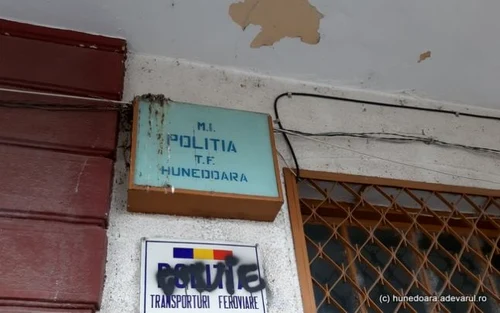 M.I.
POLITIA
T.F.
HUNEDOARA
TRANSPORTURI FEROVIARE
(c) hunedoara.adevarul.ro